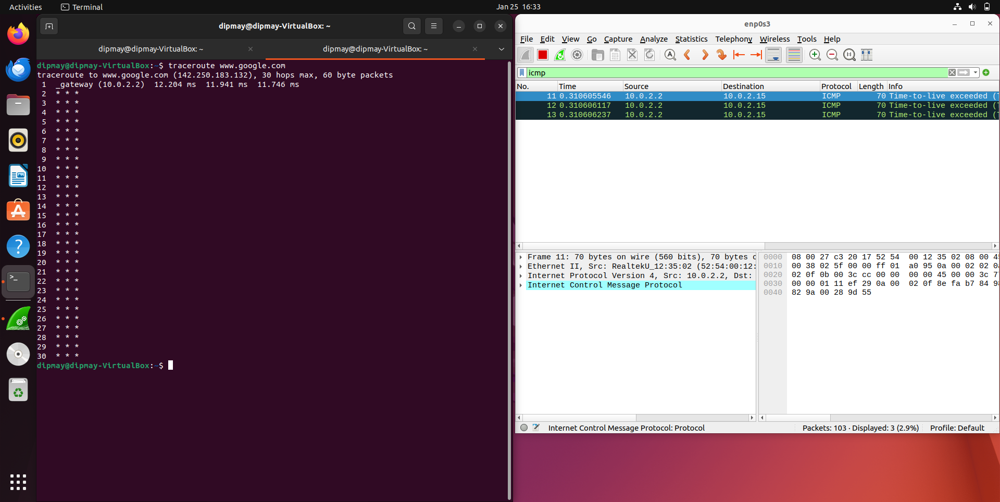 Activities
Terminal
Jan 25 16:33
dipmay@dipmay-VirtualBox: ~
dipmay@dipmay-VirtualBox: ~
dipmay@dipmay-VirtualBox: ~
dipmay@dipmay-VirtualBox:~$ traceroute www.google.com
traceroute to www.google.com (142.250.183.132), 30 hops max, 60 byte packets
1 _gateway (10.0.2.2) 12.204 ms 11.941 ms 11.746 ms
2 * * *
3 * * *
4 * * *
5 * * *
6 * * *
7 * * *
8 * * *
9 * * *
10 * * *
11 * * *
12 * * *
13 * * *
14 * * *
15 * * *
16 * * *
17 * * *
18 * * *
19 * * *
20 * * *
21 * * *
22 * * *
23 * * *
24 * * *
25 * * *
26 * * *
27 * * *
28 * * *
29 * * *
30 * * *
dipmay@dipmay-VirtualBox:~$
enp0s3
File Edit View Go Capture Analyze Statistics Telephony Wireless Tools Help
icmp
No. Time Source Destination Protocol Length Info
11 0.310605546 10.0.2.2 10.0.2.15 ICMP 70 Time-to-live exceeded (
12 0.310606117 10.0.2.2 10.0.2.15 ICMP 70 Time-to-live exceeded (
13 0.310606237 10.0.2.2 10.0.2.15 ICMP 70 Time-to-live exceeded (
Frame 11: 70 bytes on wire (560 bits), 70 bytes
Ethernet II, Src: RealtekU_12:35:02 (52:54:00:12:
Internet Protocol Version 4, Src: 10.0.2.2, Dst:
Internet Control Message Protocol
0000 08 00 27 c3 20 17 52 54 00 12 35 02 08 00
0010 00 38 02 5f 00 00 ff 01 a0 95 0a 00 02 02
0020 02 0f 0b 00 3c cc 00 00 00 00 45 00 00 3c
0030 00 00 01 11 ef 29 0a 00 02 0f 8e fa b7 84
0040 82 9a 00 28 9d 55
Internet Control Message Protocol: Protocol
Packets: 103 · Displayed: 3 (2.9%)
Profile: Default